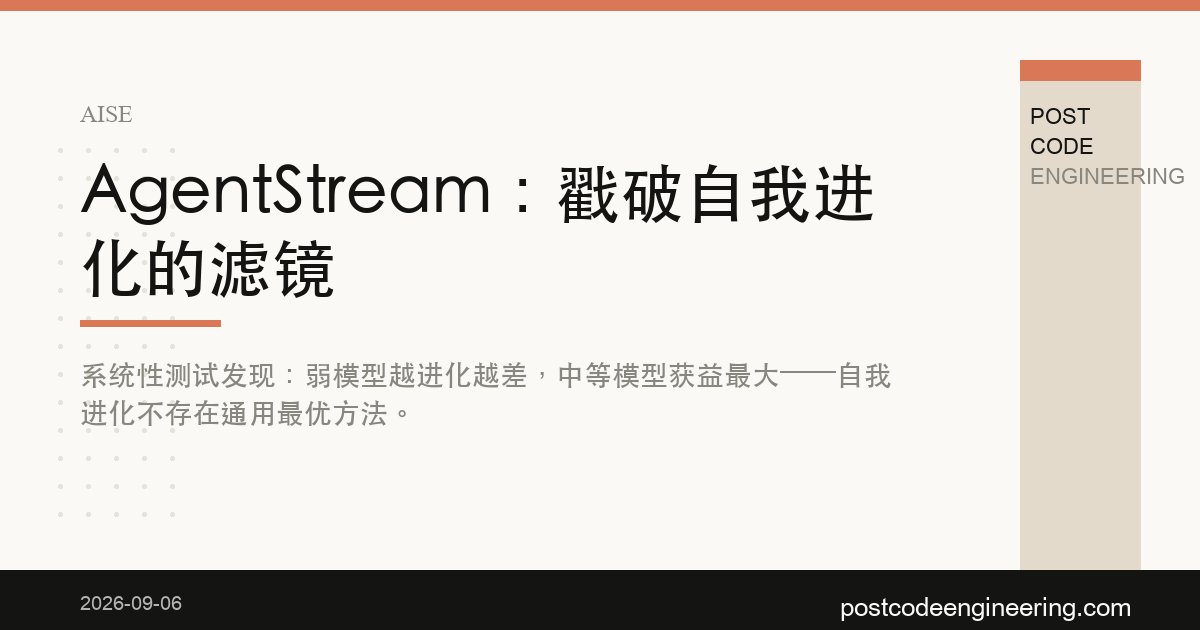 AISE
AgentStream：戳破自我进
化的滤镜
系统性测试发现：弱模型越进化越差，中等模型获益最大——自我
进化不存在通用最优方法。
POST
CODE
ENGINEERING
2026-09-06
postcodeengineering.com